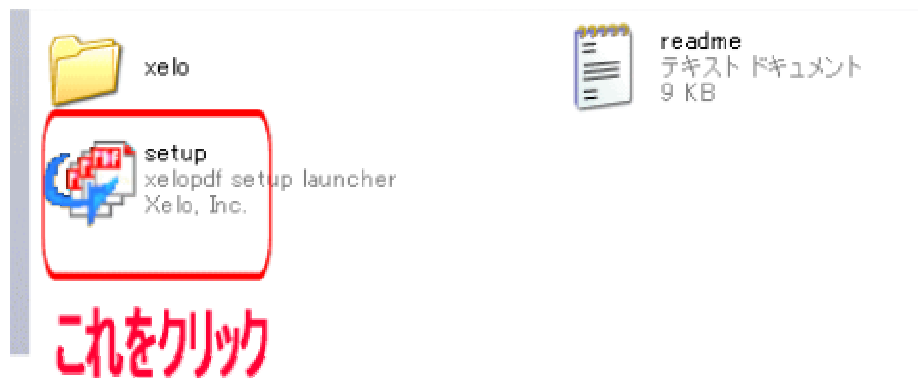 xelo
readme
テキスト ドキュメント
9 KB
setup
xelopdf setup launcher
Xelo, Inc.
これをクリック